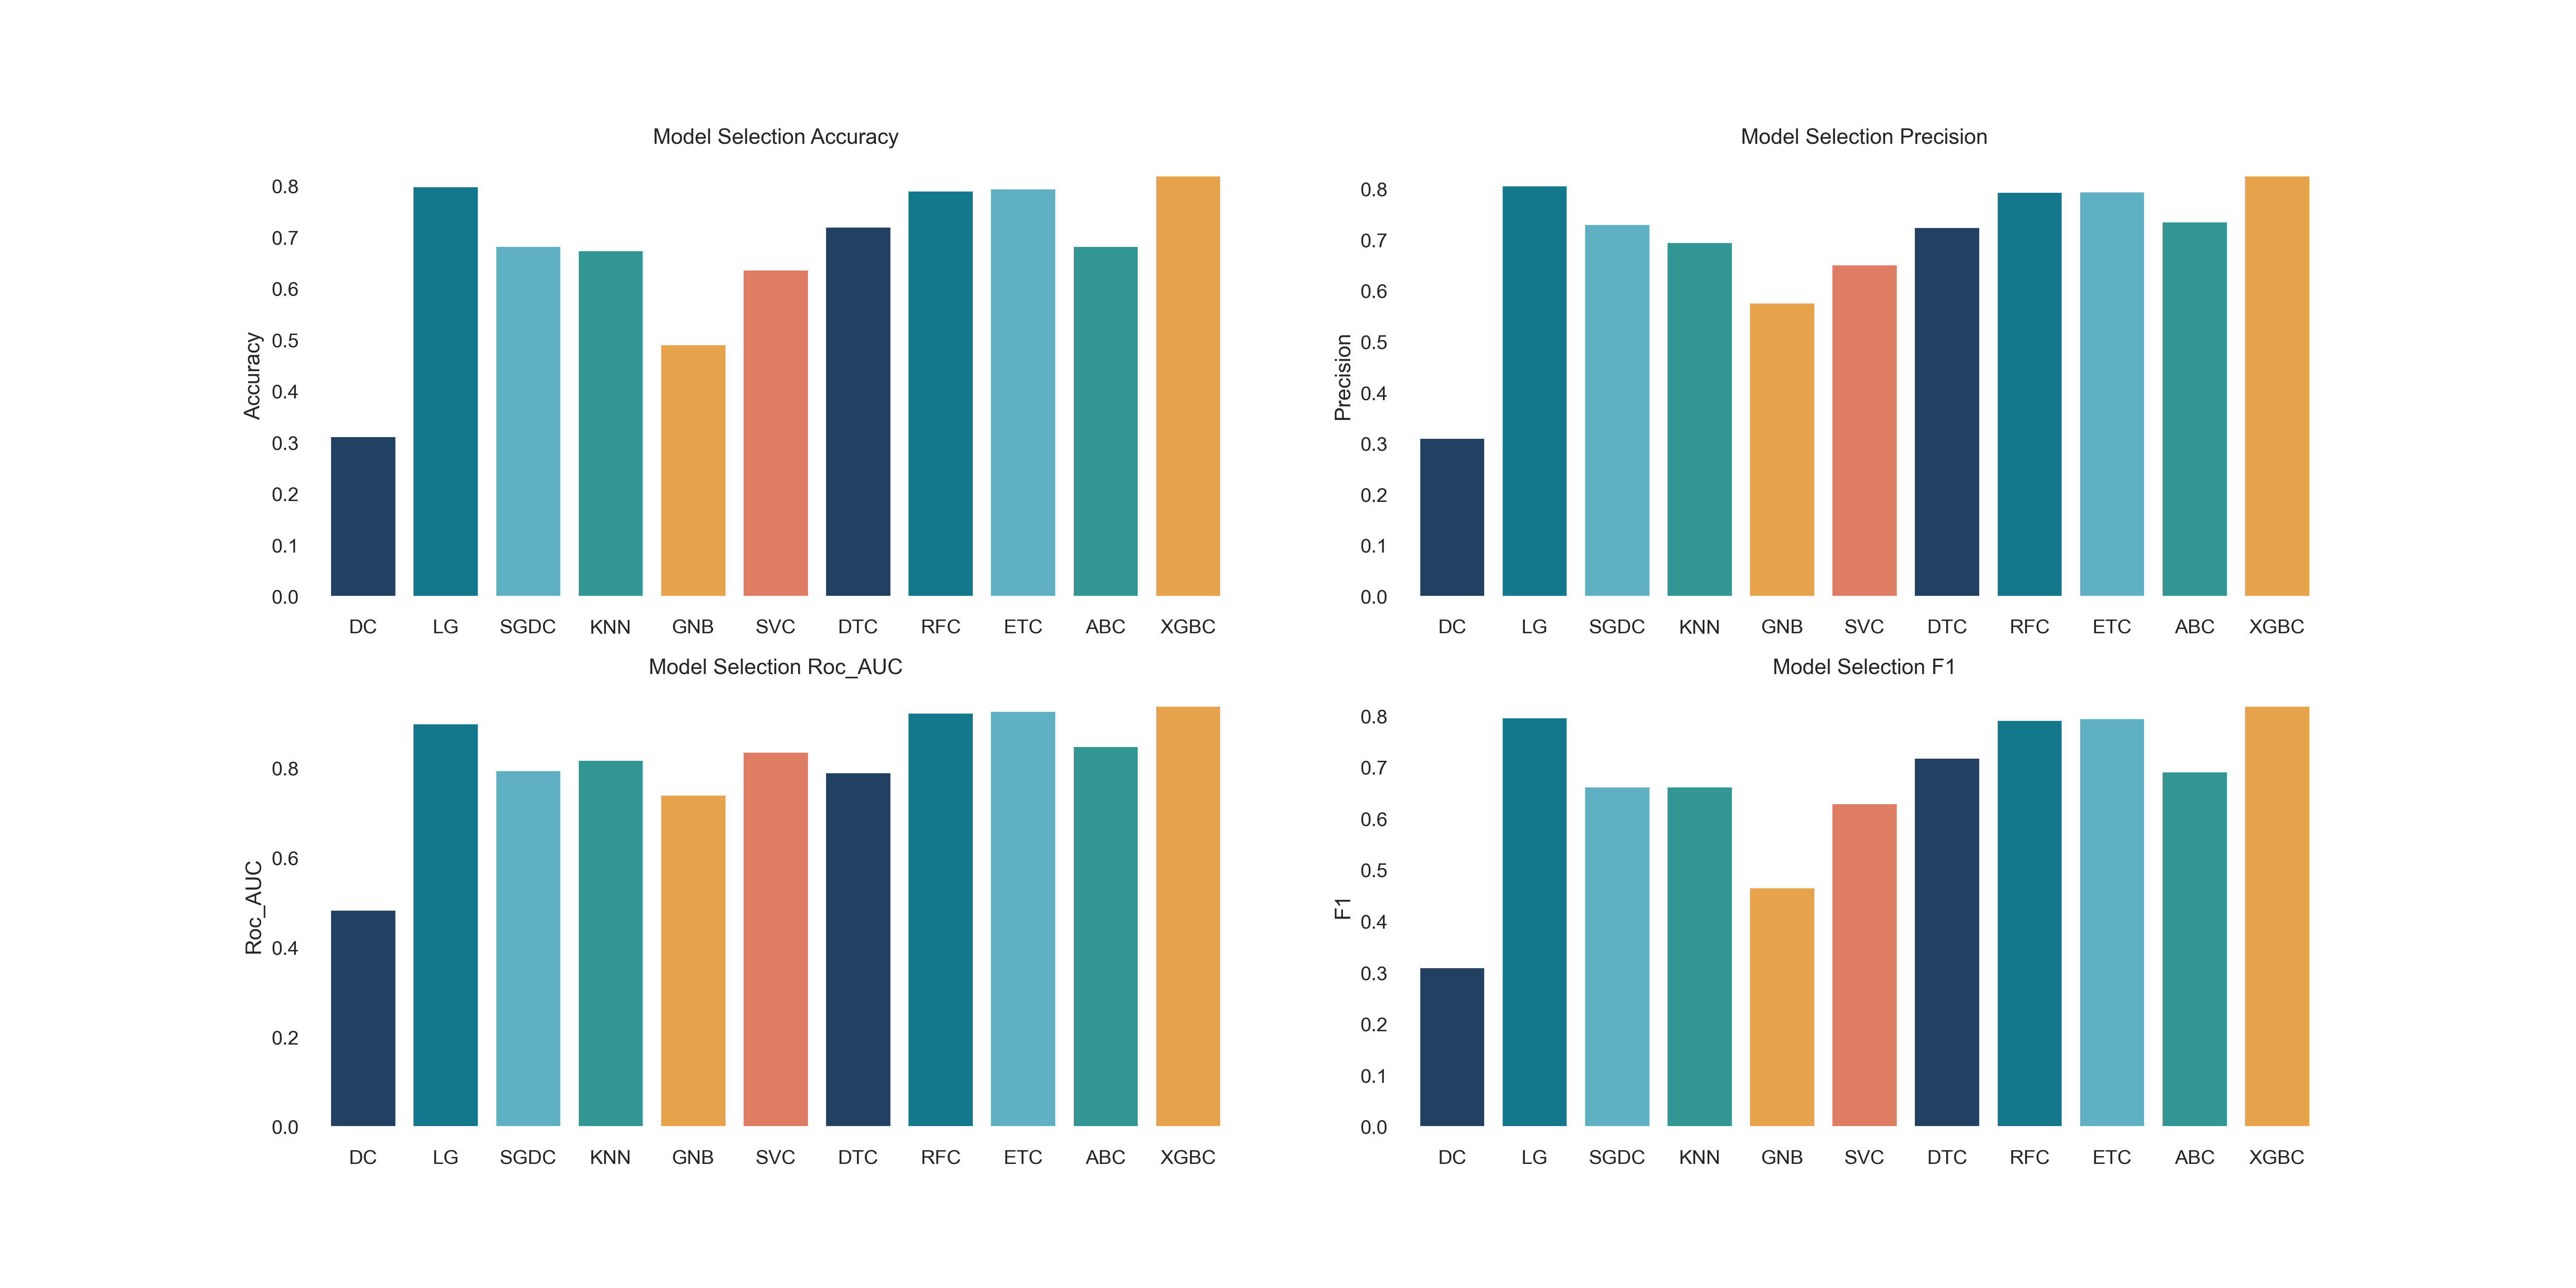 Model Selection Accuracy
Accuracy
0.8
0.7
0.6
0.5
0.4
0.3
0.2
0.1
0.0
DC LG SGDC KNN GNB SVC DTC RFC ETC ABC XGBC
Model Selection Precision
Precision
0.8
0.7
0.6
0.5
0.4
0.3
0.2
0.1
0.0
DC LG SGDC KNN GNB SVC DTC RFC ETC ABC XGBC
Model Selection Roc_AUC
Roc_AUC
0.8
0.6
0.4
0.2
0.0
DC LG SGDC KNN GNB SVC DTC RFC ETC ABC XGBC
Model Selection F1
F1
0.8
0.7
0.6
0.5
0.4
0.3
0.2
0.1
0.0
DC LG SGDC KNN GNB SVC DTC RFC ETC ABC XGBC